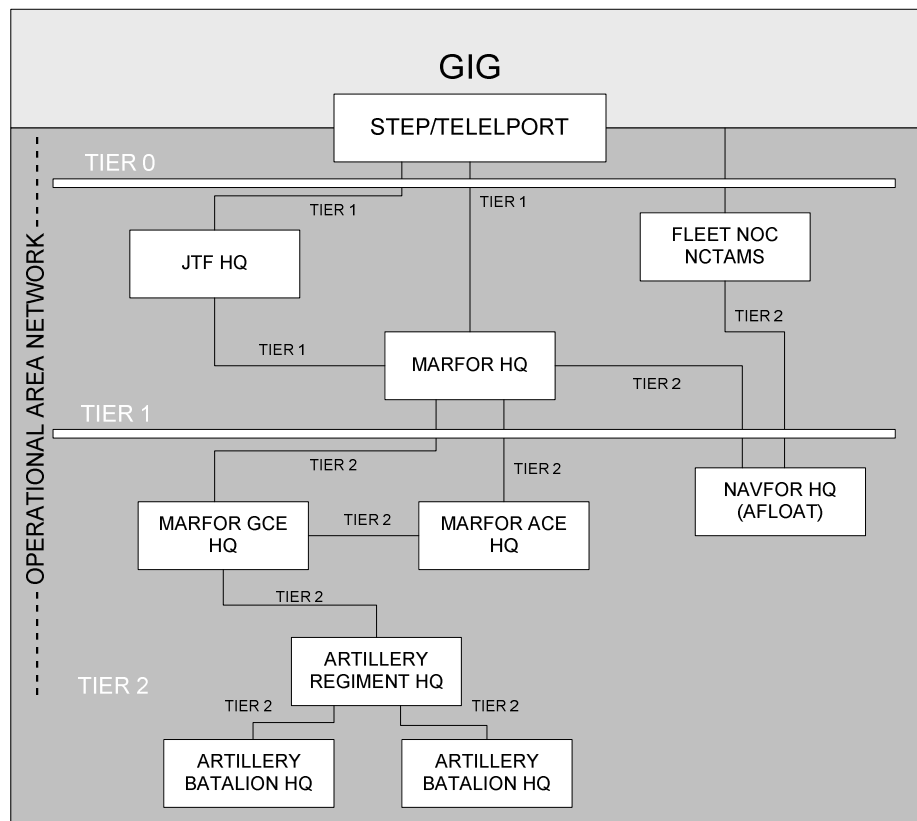 GIG
STEP/TELELPORT
TIER 0
TIER 1
TIER 1
JTF HQ
FLEET NOC
NCTAMS
OPERATIONAL AREA NETWORK
TIER 2
TIER 1
MARFOR HQ
TIER 2
TIER 1
TIER 2
TIER 2
NAVFOR HQ
(AFLOAT)
MARFOR GCE
HQ
TIER 2
MARFOR ACE
HQ
TIER 2
ARTILLERY
REGIMENT HQ
TIER 2
TIER 2
TIER 2
ARTILLERY
BATALION HQ
ARTILLERY
BATALION HQ